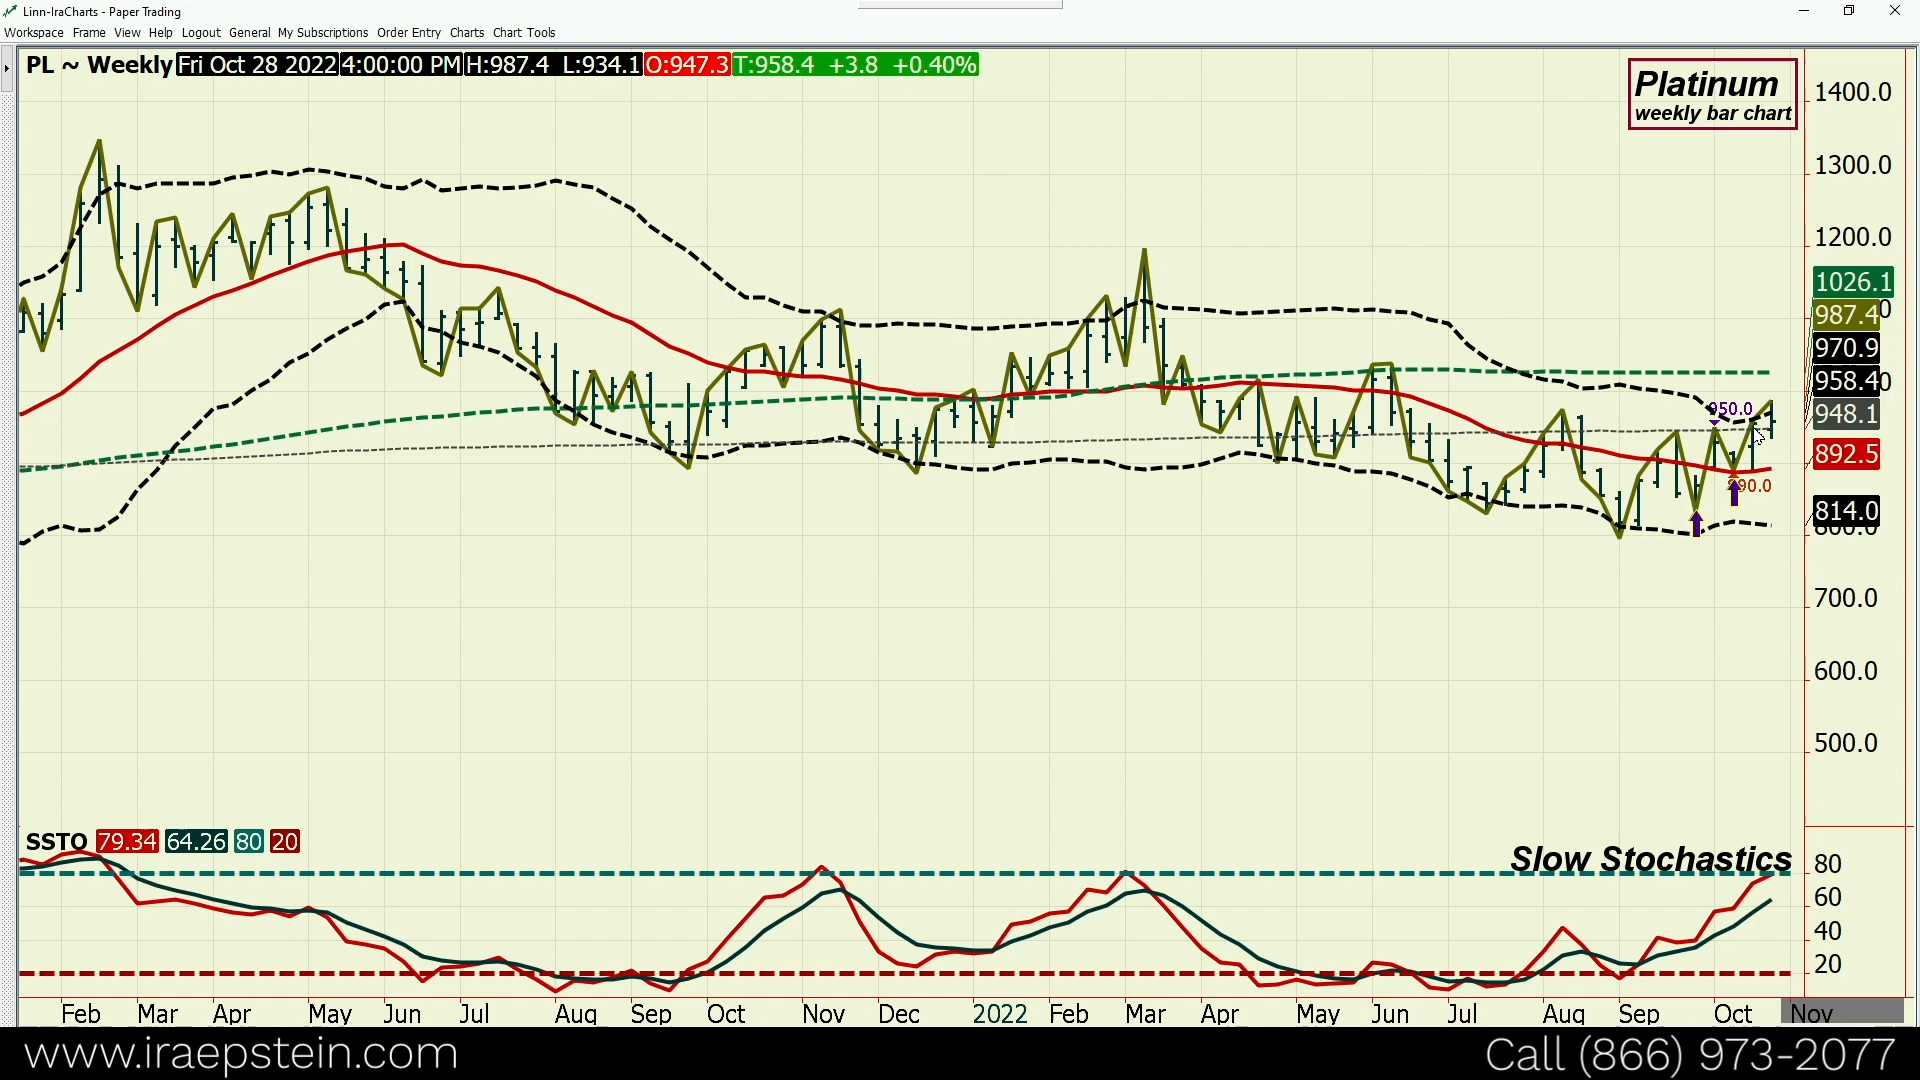 Linn-IraCharts - Paper Trading
Workspace Frame View Help Logout General My Subscriptions Order Entry Charts Chart Tools
PL ~ Weekly Fri Oct 28 2022 4:00:00 PM H:987.4 L:934.1 O:947.3 T:958.4 +3.8 +0.40%
Platinum
weekly bar chart
1400.0
1300.0
1200.0
1026.1
987.4
970.9
958.4
948.1
892.5
814.0
800.0
700.0
600.0
500.0
950.0
890.0
SSTO 79.34 64.26 80 20
Slow Stochastics
80
60
40
20
Feb Mar Apr May Jun Jul Aug Sep Oct Nov Dec 2022 Feb Mar Apr May Jun Jul Aug Sep Oct Nov
www.iraepstein.com
Call (866) 973-2077